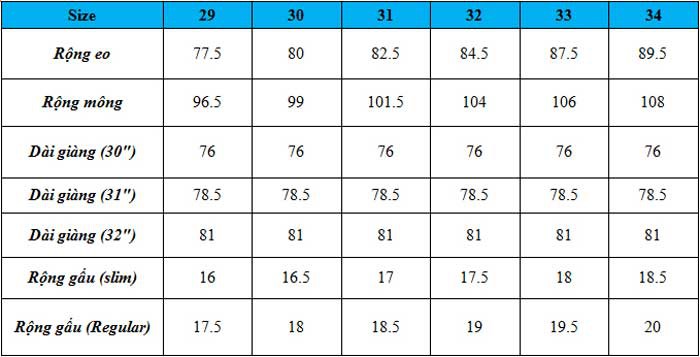 Size 29 30 31 32 33 34
Rộng eo 77.5 80 82.5 84.5 87.5 89.5
Rộng mông 96.5 99 101.5 104 106 108
Dài giàng (30") 76 76 76 76 76 76
Dài giàng (31") 78.5 78.5 78.5 78.5 78.5 78.5
Dài giàng (32") 81 81 81 81 81 81
Rộng gấu (slim) 16 16.5 17 17.5 18 18.5
Rộng gấu (Regular) 17.5 18 18.5 19 19.5 20